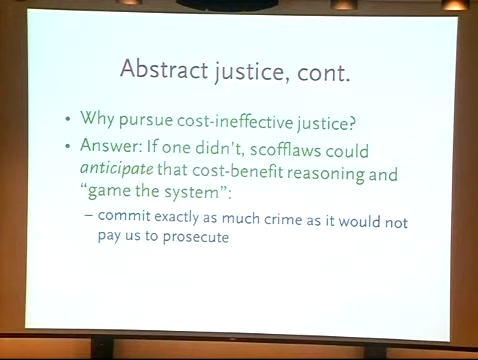 Abstract justice, cont.
• Why pursue cost-ineffective justice?
• Answer: If one didn't, scofflaws could
anticipate that cost-benefit reasoning and
"game the system":
– commit exactly as much crime as it would not
pay us to prosecute